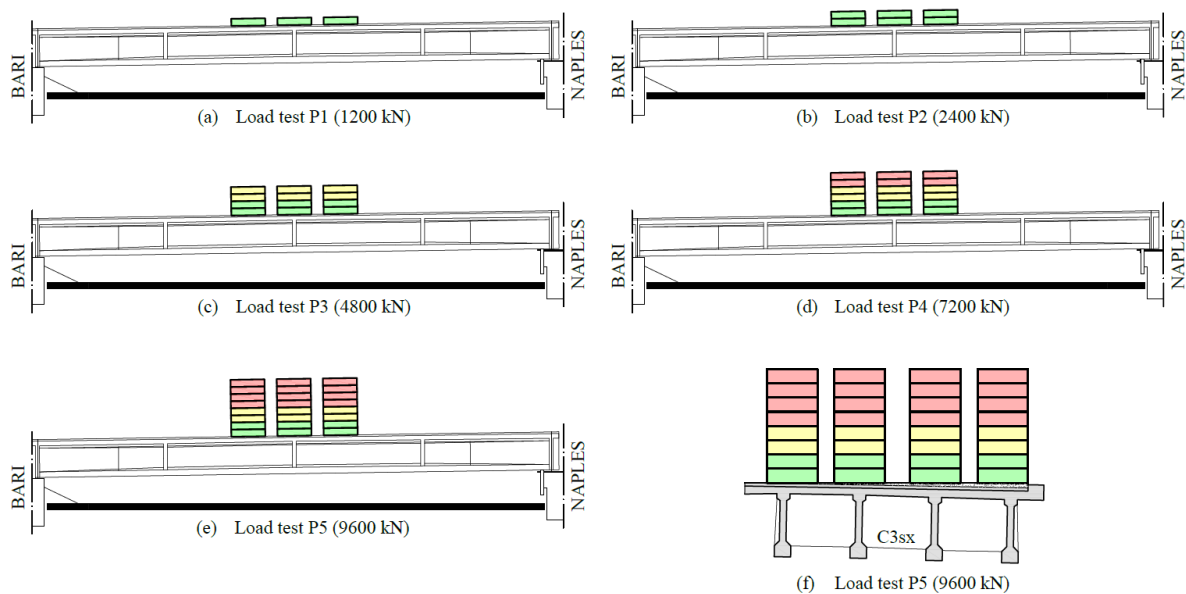 BARI
NAPLES
(a) Load test P1 (1200 kN)
BARI
NAPLES
(b) Load test P2 (2400 kN)
BARI
NAPLES
(c) Load test P3 (4800 kN)
BARI
NAPLES
(d) Load test P4 (7200 kN)
BARI
NAPLES
(e) Load test P5 (9600 kN)
C3sx
(f) Load test P5 (9600 kN)